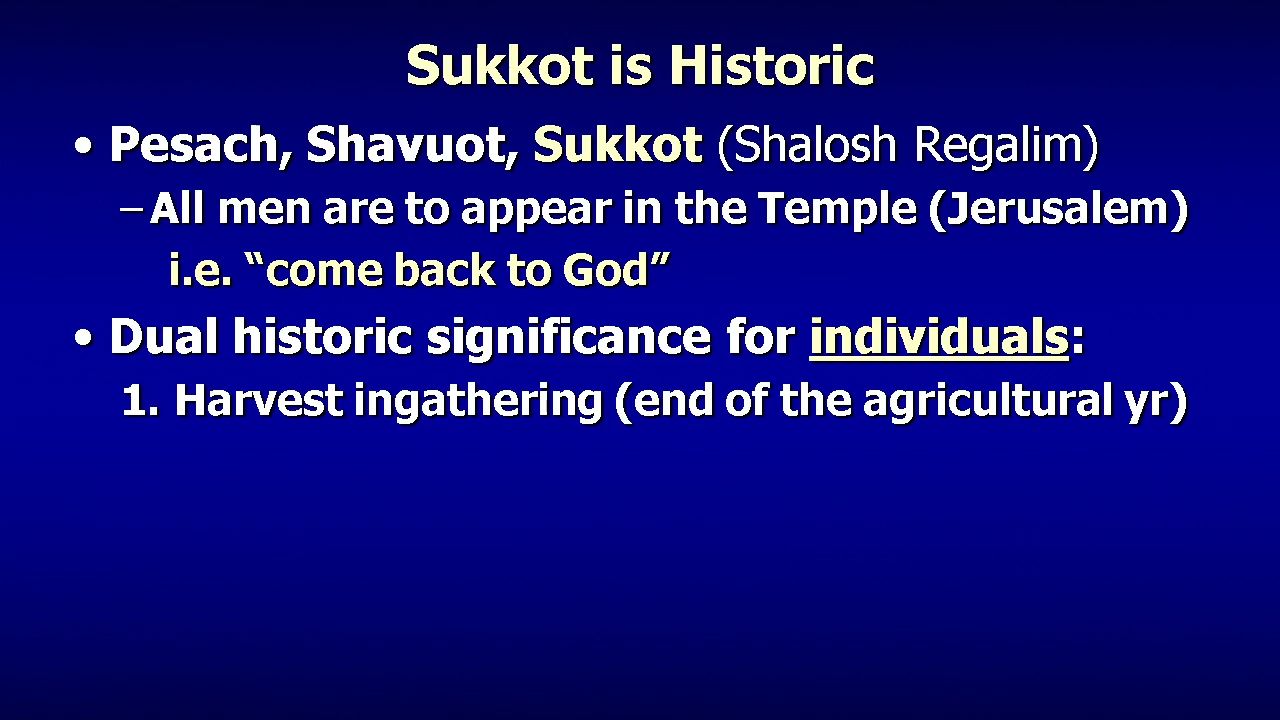 Sukkot is Historic
• Pesach, Shavuot, Sukkot (Shalosh Regalim)
– All men are to appear in the Temple (Jerusalem)
i.e. “come back to God”
• Dual historic significance for individuals:
1. Harvest ingathering (end of the agricultural yr)